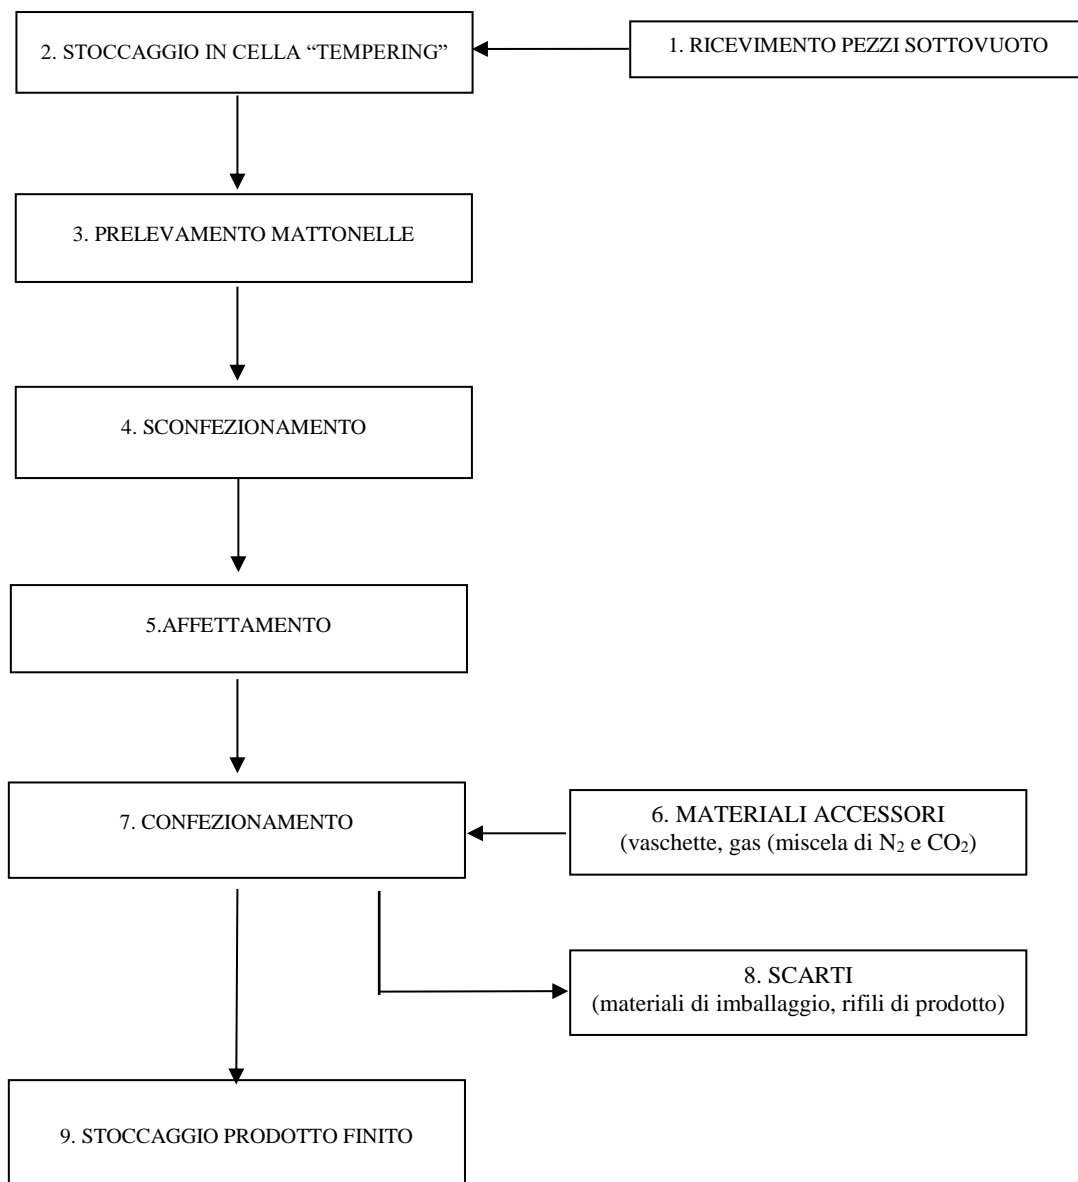 2. STOCCAGGIO IN CELLA “TEMPERING”
1. RICEVIMENTO PEZZI SOTTOVUOTO
3. PRELEVAMENTO MATTONELLE
4. SCONFEZIONAMENTO
5.AFFETTAMENTO
7. CONFEZIONAMENTO
6. MATERIALI ACCESSORI
(vaschette, gas (miscela di N₂ e CO₂)
8. SCARTI
(materiali di imballaggio, rifili di prodotto)
9. STOCCAGGIO PRODOTTO FINITO